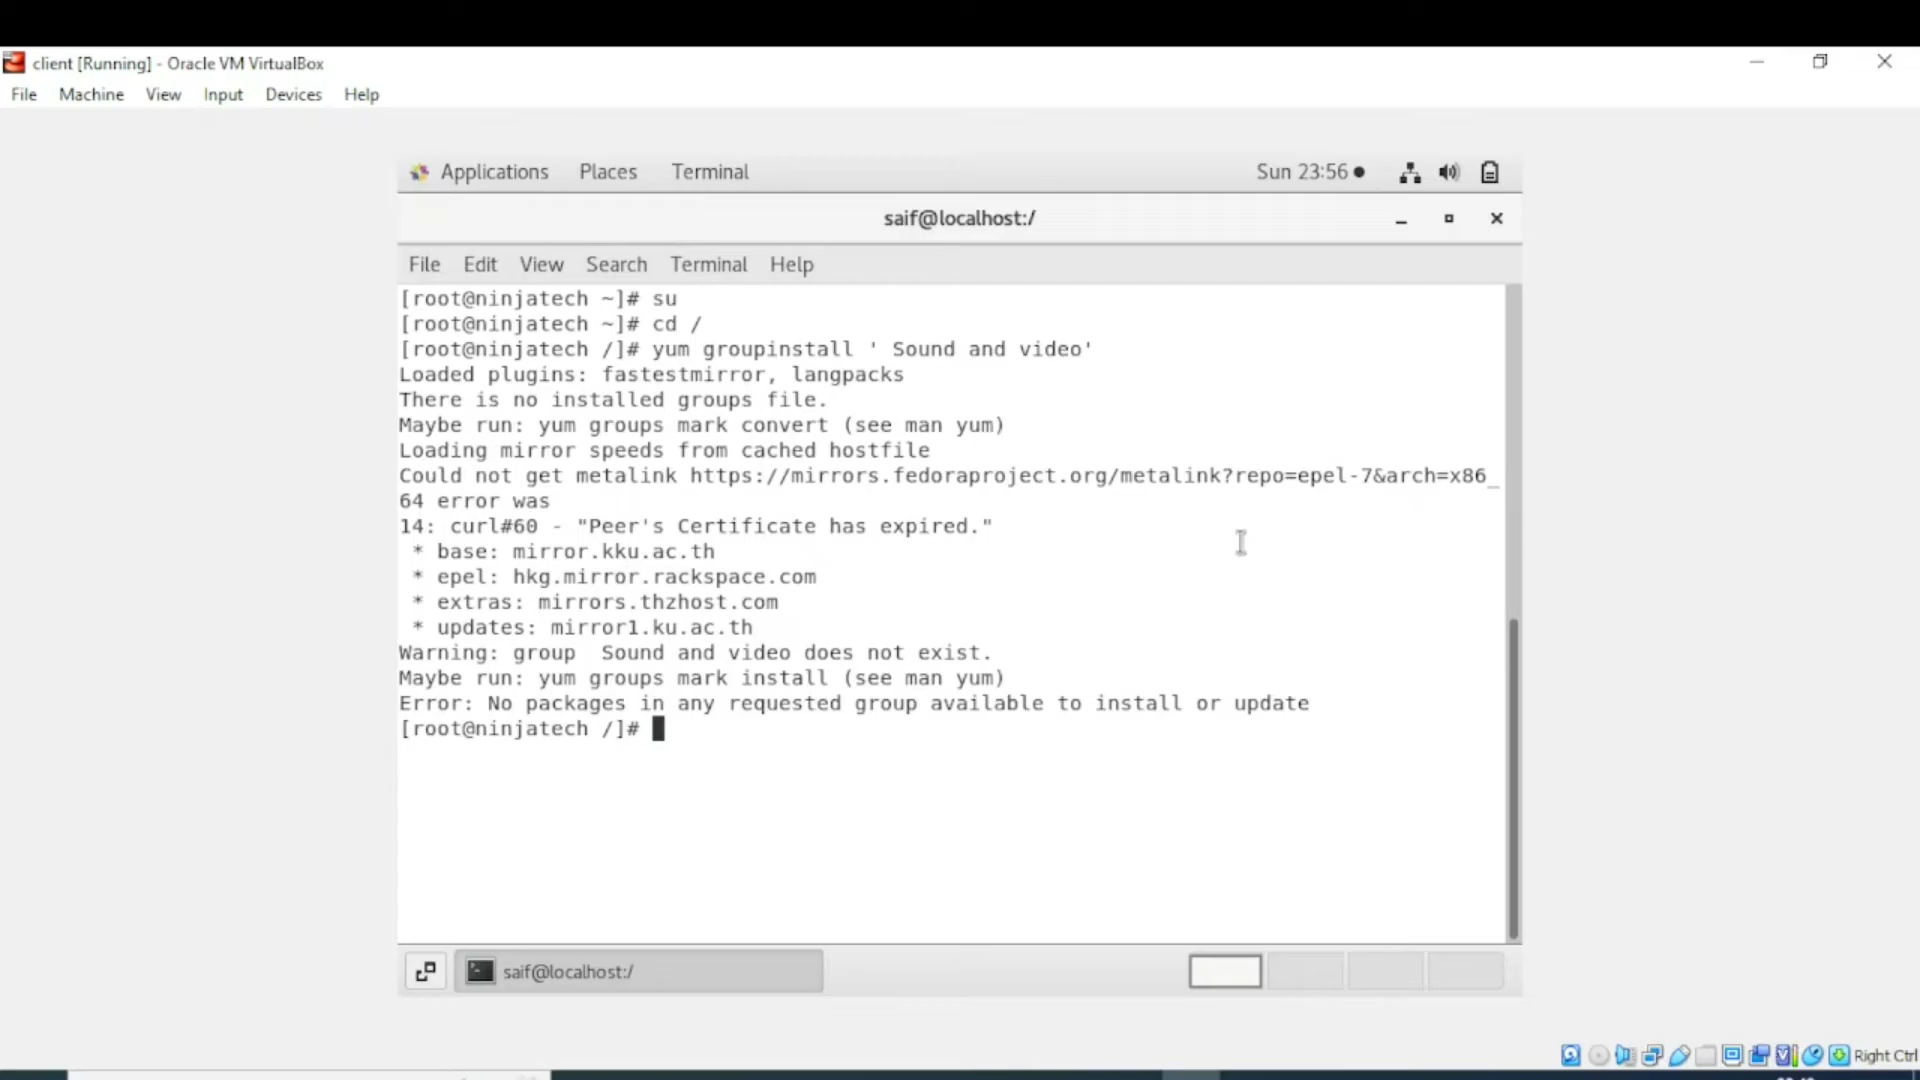 client [Running] - Oracle VM VirtualBox
File Machine View Input Devices Help
Applications Places Terminal Sun 23:56
saif@localhost:/
File Edit View Search Terminal Help
[root@ninjatech ~]# su
[root@ninjatech ~]# cd /
[root@ninjatech /]# yum groupinstall ' Sound and video'
Loaded plugins: fastestmirror, langpacks
There is no installed groups file.
Maybe run: yum groups mark convert (see man yum)
Loading mirror speeds from cached hostfile
Could not get metalink https://mirrors.fedoraproject.org/metalink?repo=epel-7&arch=x86_
64 error was
14: curl#60 - "Peer's Certificate has expired."
* base: mirror.kku.ac.th
* epel: hkg.mirror.rackspace.com
* extras: mirrors.thzhost.com
* updates: mirror1.ku.ac.th
Warning: group  Sound and video does not exist.
Maybe run: yum groups mark install (see man yum)
Error: No packages in any requested group available to install or update
[root@ninjatech /]#
saif@localhost:/
Right Ctrl